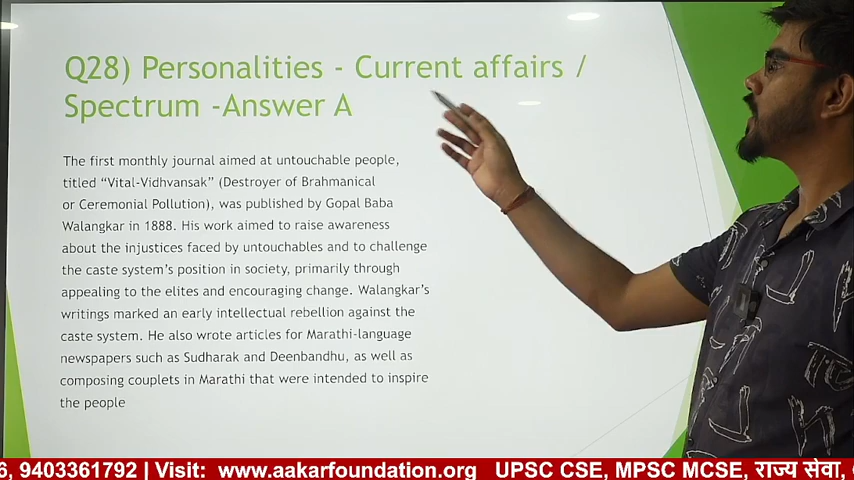 Q28) Personalities - Current affairs /
Spectrum -Answer A
The first monthly journal aimed at untouchable people,
titled “Vital-Vidhvansak” (Destroyer of Brahmanical
or Ceremonial Pollution), was published by Gopal Baba
Walangkar in 1888. His work aimed to raise awareness
about the injustices faced by untouchables and to challenge
the caste system’s position in society, primarily through
appealing to the elites and encouraging change. Walangkar’s
writings marked an early intellectual rebellion against the
caste system. He also wrote articles for Marathi-language
newspapers such as Sudharak and Deenbandhu, as well as
composing couplets in Marathi that were intended to inspire
the people
6, 9403361792 | Visit: www.aakarfoundation.org UPSC CSE, MPSC MCSE, राज्य सेवा,